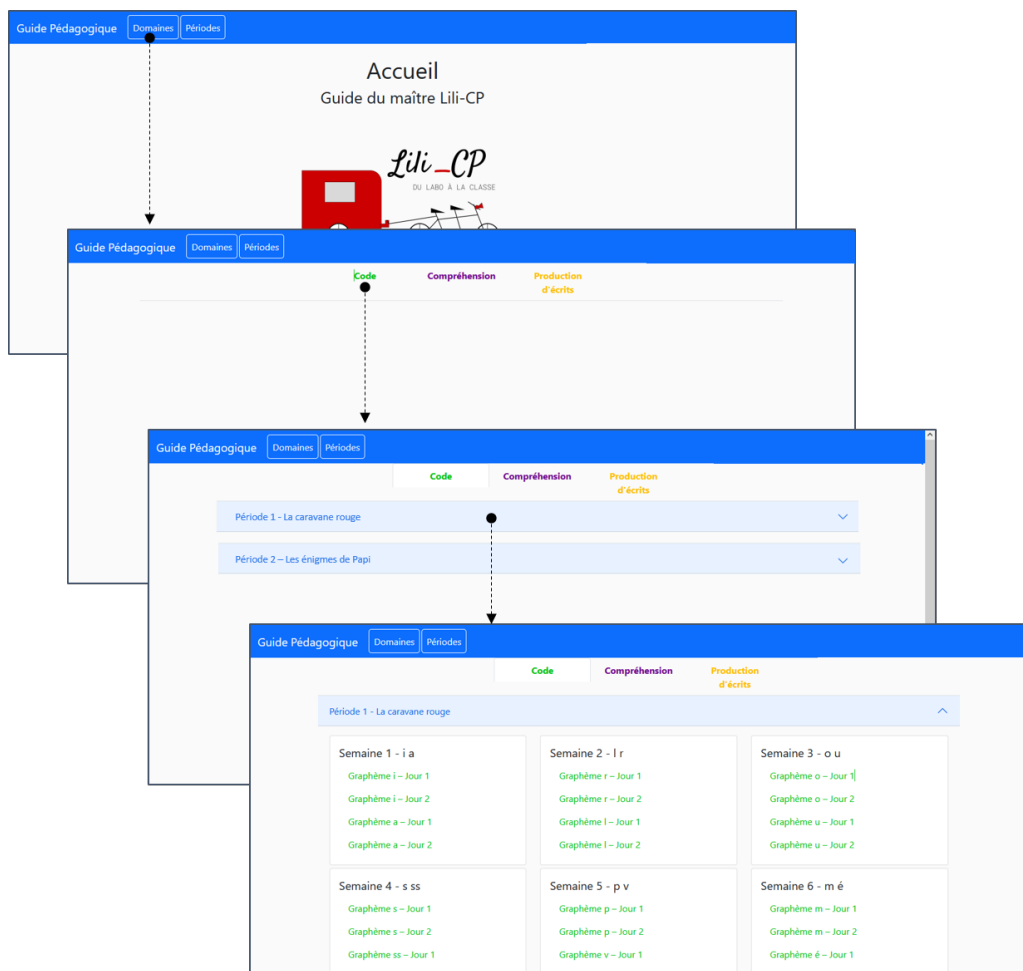 Guide Pédagogique Domaines Périodes
Accueil
Guide du maître Lili-CP
Lili_CP
DU LABO À LA CLASSE
Guide Pédagogique Domaines Périodes
Code Compréhension Production
d'écrits
Guide Pédagogique Domaines Périodes
Code Compréhension Production
d'écrits
Période 1 - La caravane rouge
Période 2 – Les énigmes de Papi
Guide Pédagogique Domaines Périodes
Code Compréhension Production
d'écrits
Période 1 - La caravane rouge
Semaine 1 - i a
Graphème i – Jour 1
Graphème i – Jour 2
Graphème a – Jour 1
Graphème a – Jour 2
Semaine 2 - l r
Graphème r – Jour 1
Graphème r – Jour 2
Graphème l – Jour 1
Graphème l – Jour 2
Semaine 3 - o u
Graphème o – Jour 1
Graphème o – Jour 2
Graphème u – Jour 1
Graphème u – Jour 2
Semaine 4 - s ss
Graphème s – Jour 1
Graphème s – Jour 2
Graphème ss – Jour 1
Semaine 5 - p v
Graphème p – Jour 1
Graphème p – Jour 2
Graphème v – Jour 1
Semaine 6 - m é
Graphème m – Jour 1
Graphème m – Jour 2
Graphème é – Jour 1